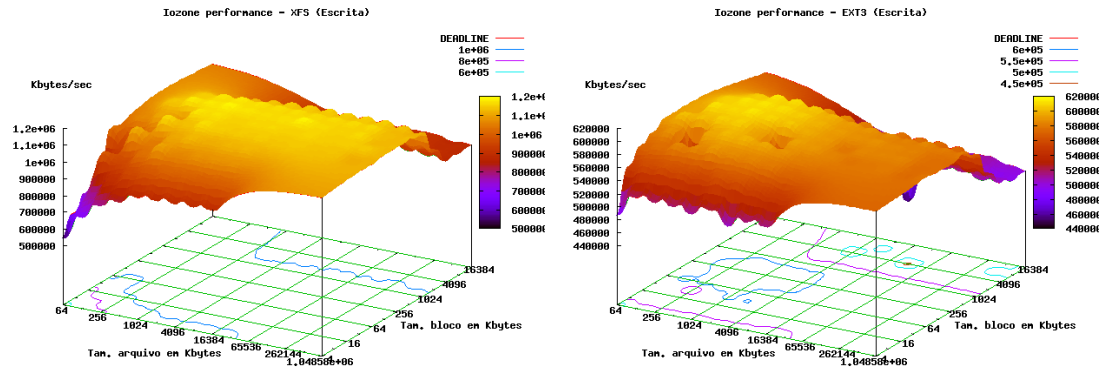 Iozone performance - XFS (Escrita)
DEADLINE
1e+06
8e+05
6e+05
Kbytes/sec
1.2e+06
1.1e+06
1e+06
900000
800000
700000
600000
500000
1.2e+0
1.1e+0
1e+06
900000
800000
700000
600000
500000
64
256
1024
4096
16384
65536
262144
1.04858e+06
Tam. arquivo em Kbytes
4
16
64
256
1024
4096
16384
Tam. bloco em Kbytes
Iozone performance - EXT3 (Escrita)
DEADLINE
6e+05
5.5e+05
5e+05
4.5e+05
Kbytes/sec
620000
600000
580000
560000
540000
520000
500000
480000
460000
440000
620000
600000
580000
560000
540000
520000
500000
480000
460000
440000
64
256
1024
4096
16384
65536
262144
1.04858e+06
Tam. arquivo em Kbytes
4
16
64
256
1024
4096
16384
Tam. bloco em Kbytes